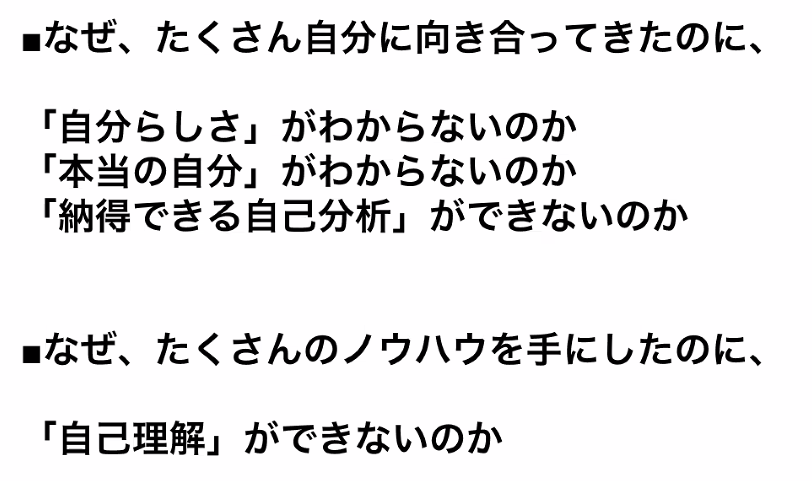 ■なぜ、たくさん自分に向き合ってきたのに、
「自分らしさ」がわからないのか
「本当の自分」がわからないのか
「納得できる自己分析」ができないのか
■なぜ、たくさんのノウハウを手にしたのに、
「自己理解」ができないのか